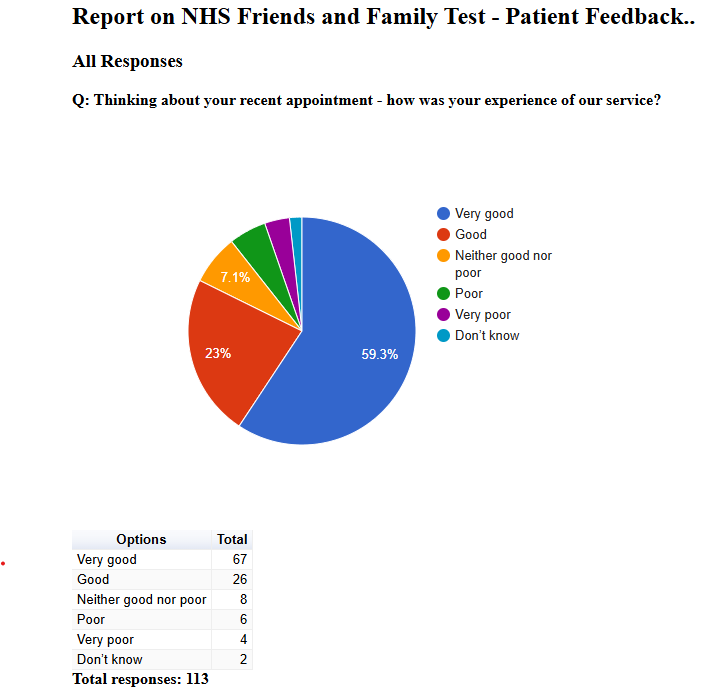 Report on NHS Friends and Family Test - Patient Feedback..
All Responses
Q: Thinking about your recent appointment - how was your experience of our service?
Very good
Good
Neither good nor
poor
Poor
Very poor
Don't know
7.1%
23%
59.3%
Options Total
Very good 67
Good 26
Neither good nor poor 8
Poor 6
Very poor 4
Don't know 2
Total responses: 113